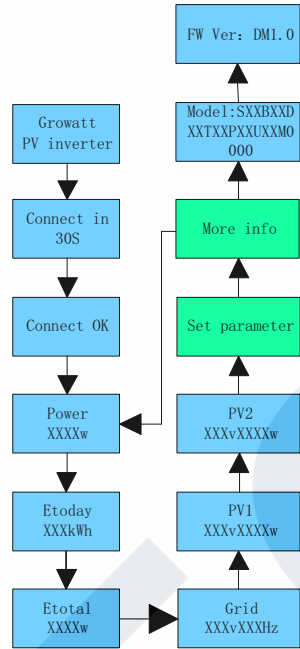 Growatt
PV inverter
Connect in
30S
Connect OK
Power
XXXXw
Etoday
XXXkWh
Etotal
XXXXw
Grid
XXXvXXXHz
PV1
XXXvXXXXw
PV2
XXXvXXXXw
Set parameter
More info
Model:SXXBXXD
XXTXXPXXUXXM0
000
FW Ver: DM1.0